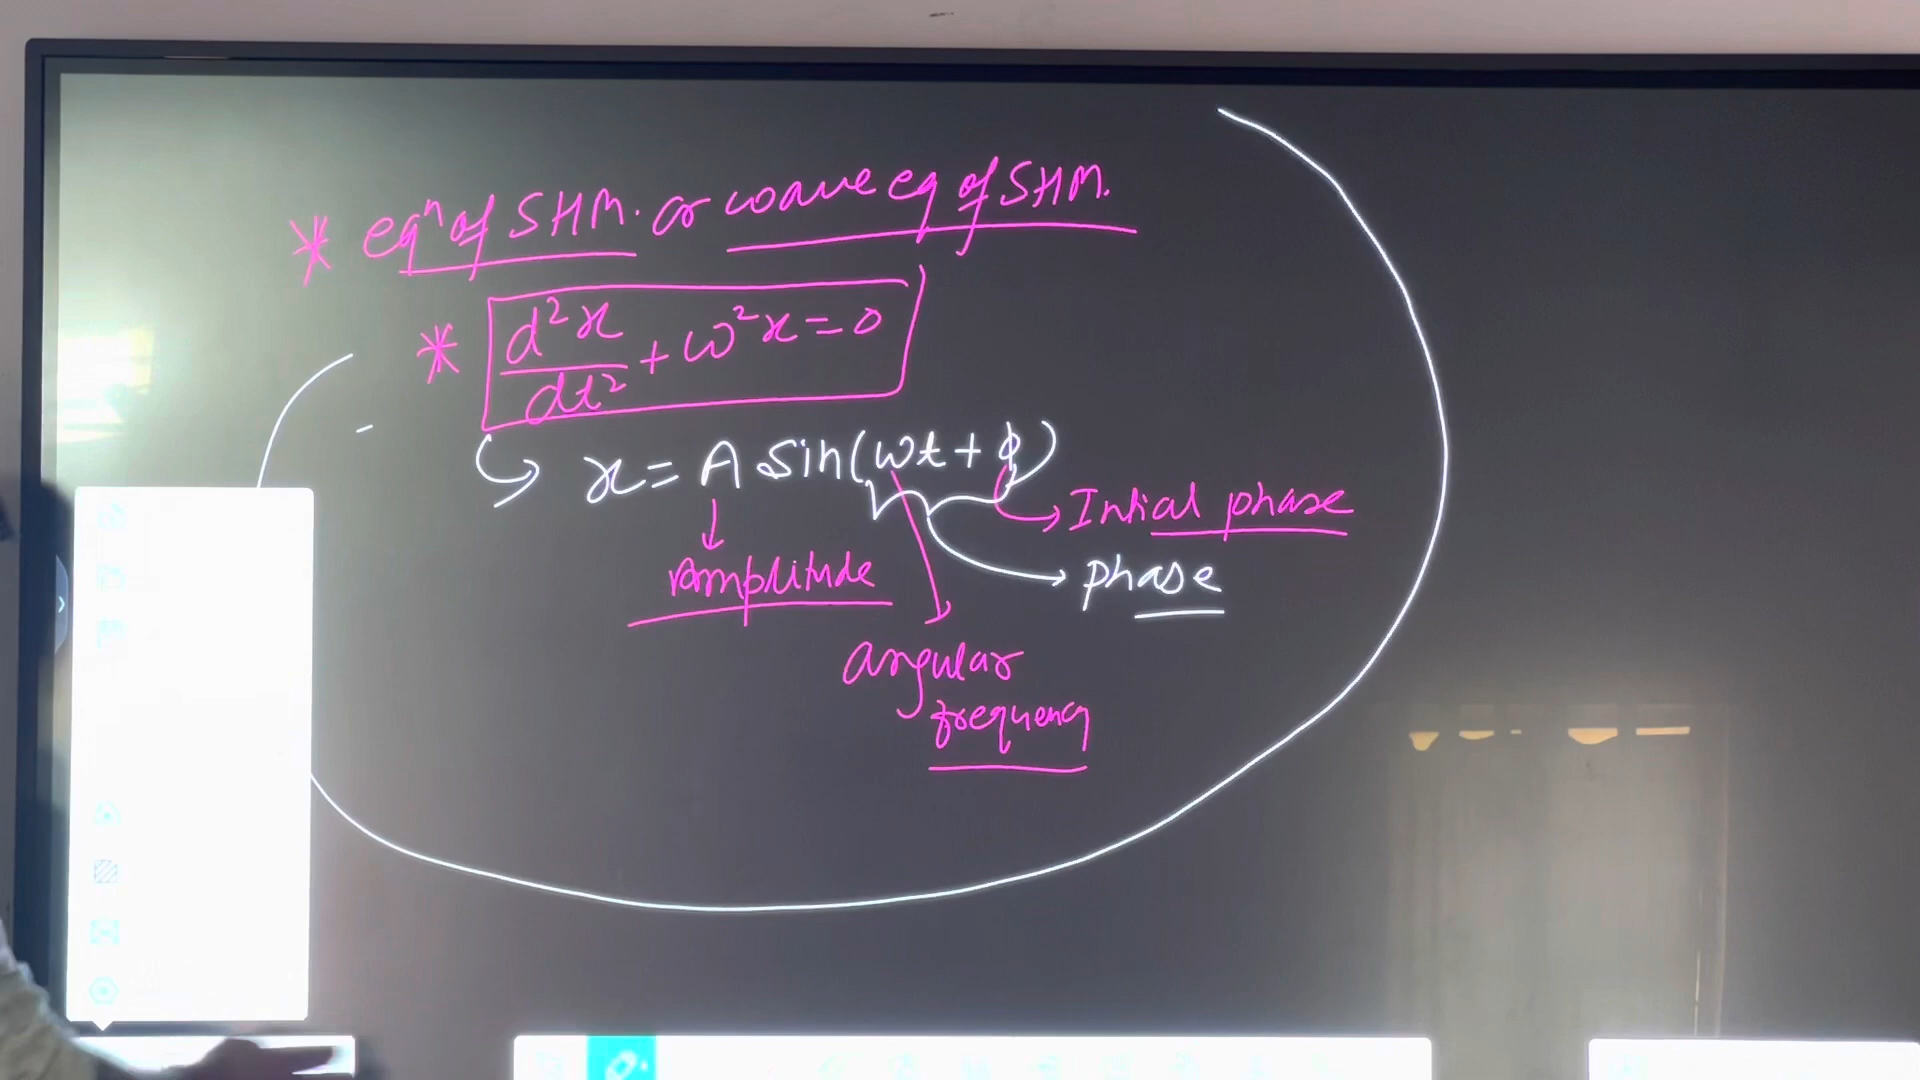 * eqⁿ of SHM. or wave eq of SHM.
* d²x/dt² + ω²x = 0
x = A sin(ωt + φ)
Intial phase
Amplitude
phase
angular
frequency